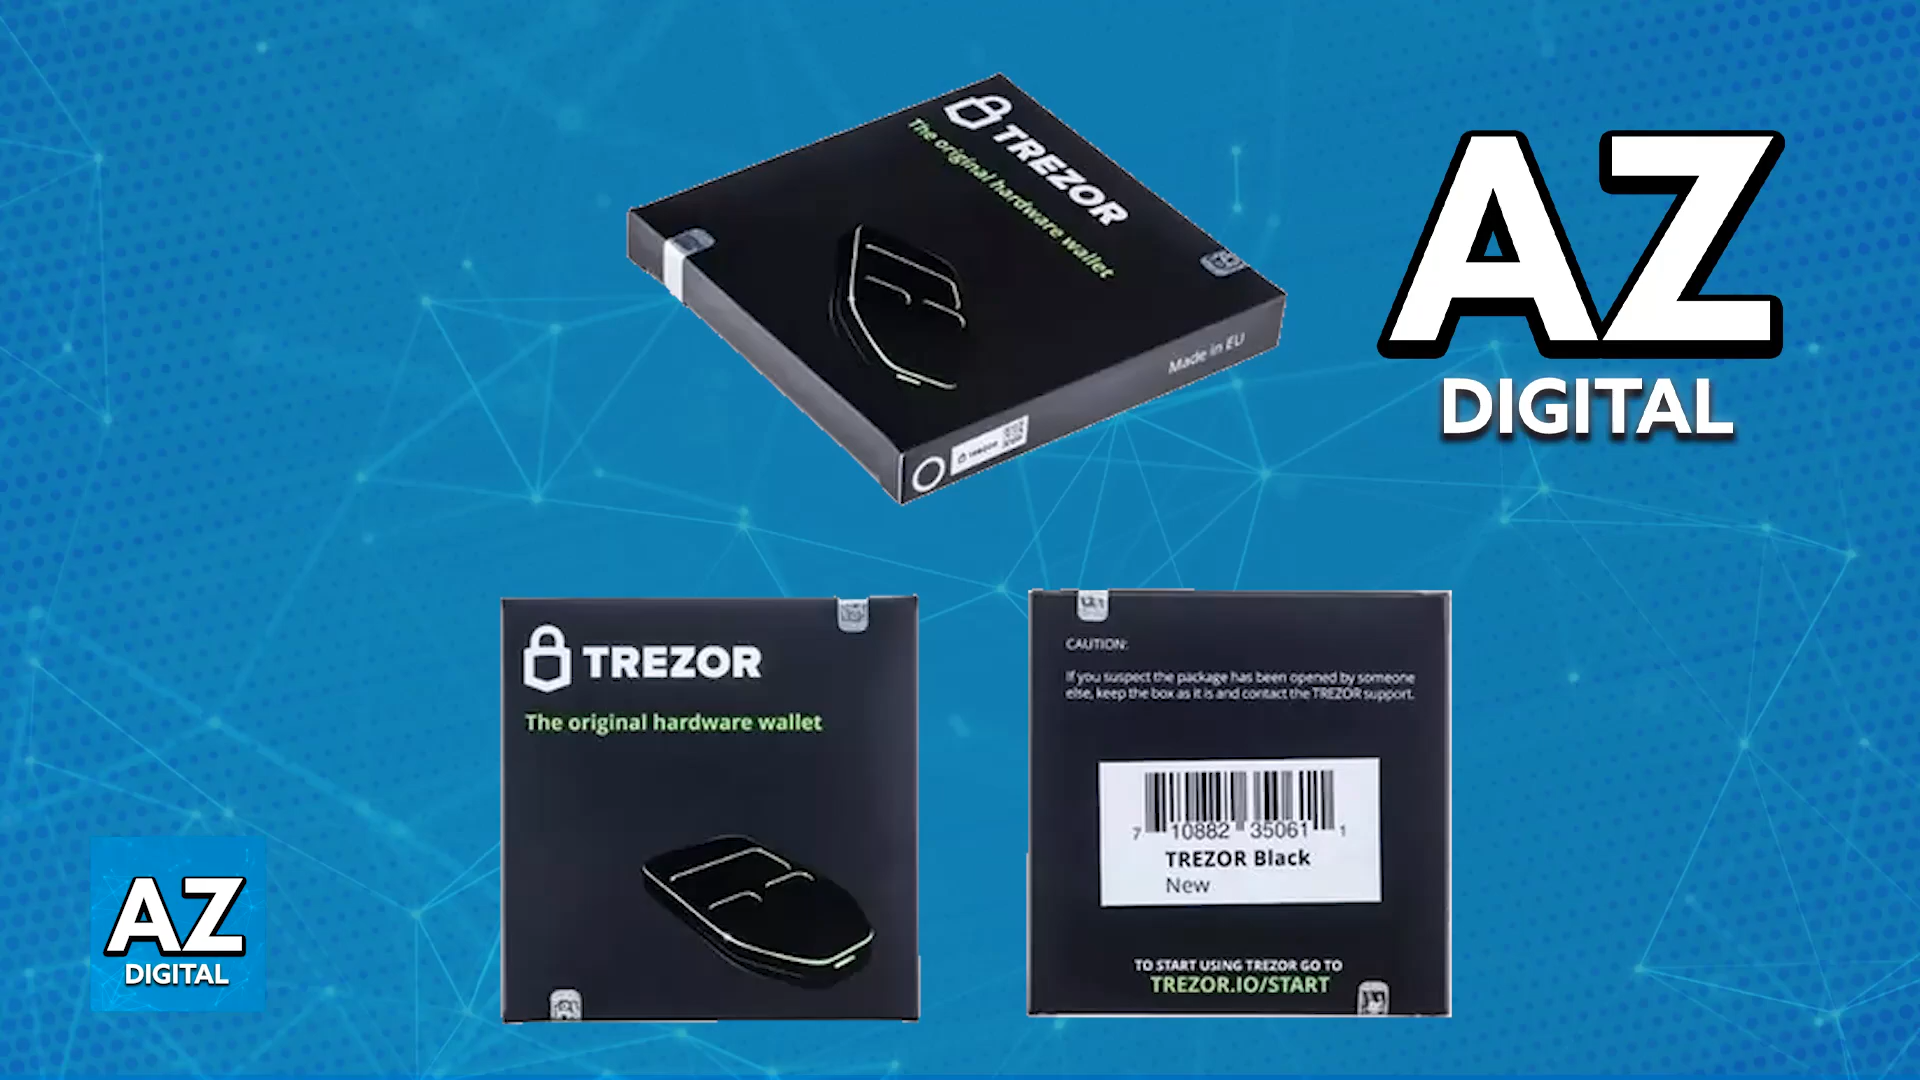 TREZOR
The original hardware wallet
Made in EU
TREZOR
AZ
DIGITAL
TREZOR
The original hardware wallet
CAUTION:
If you suspect the package has been opened by someone
else, keep the box as it is and contact the TREZOR support.
7 10882 35061 1
TREZOR Black
New
TO START USING TREZOR GO TO
TREZOR.IO/START
AZ
DIGITAL